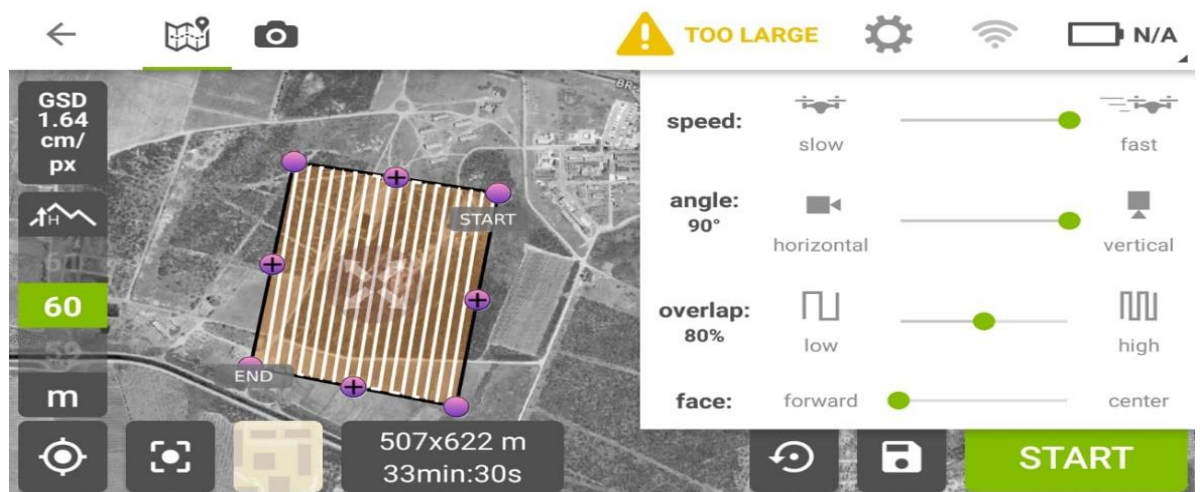 TOO LARGE
N/A
GSD
1.64
cm/
px
H
60
59
m
START
END
507x622 m
33min:30s
speed:
slow
fast
angle:
90°
horizontal
vertical
overlap:
80%
low
high
face:
forward
center
START